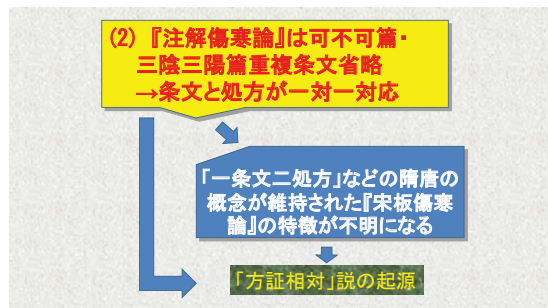 (2) 『注解傷寒論』は可不可篇・
三陰三陽篇重複条文省略
→条文と処方が一対一対応
「一条文二処方」などの隋唐の
概念が維持された『宋板傷寒
論』の特徴が不明になる
「方証相対」説の起源